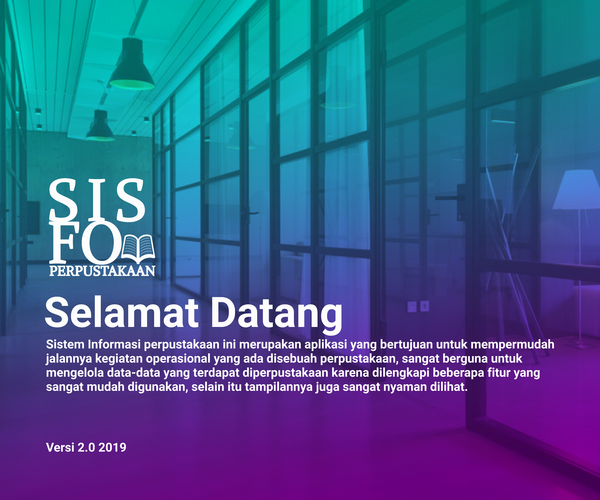 SIS
FO
PERPUSTAKAAN
Selamat Datang
Sistem Informasi perpustakaan ini merupakan aplikasi yang bertujuan untuk mempermudah
jalannya kegiatan operasional yang ada disebuah perpustakaan, sangat berguna untuk
mengelola data-data yang terdapat diperpustakaan karena dilengkapi beberapa fitur yang
sangat mudah digunakan, selain itu tampilannya juga sangat nyaman dilihat.
Versi 2.0 2019